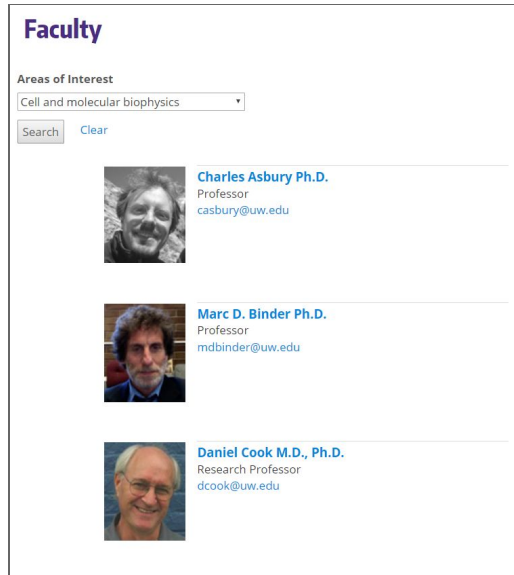 Faculty
Areas of Interest
Cell and molecular biophysics
Search Clear
Charles Asbury Ph.D.
Professor
casbury@uw.edu
Marc D. Binder Ph.D.
Professor
mdbinder@uw.edu
Daniel Cook M.D., Ph.D.
Research Professor
dcook@uw.edu